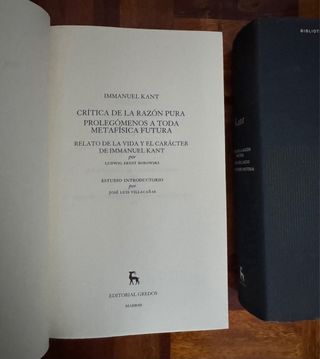 IMMANUEL KANT
CRÍTICA DE LA RAZÓN PURA
PROLEGÓMENOS A TODA
METAFÍSICA FUTURA
RELATO DE LA VIDA Y EL CARÁCTER
DE IMMANUEL KANT
por
LUDWIG ERNST BOROWSKI
ESTUDIO INTRODUCTORIO
por
JOSÉ LUIS VILLACAÑAS
EDITORIAL GREDOS
MADRID
BIBLIOT
Kant